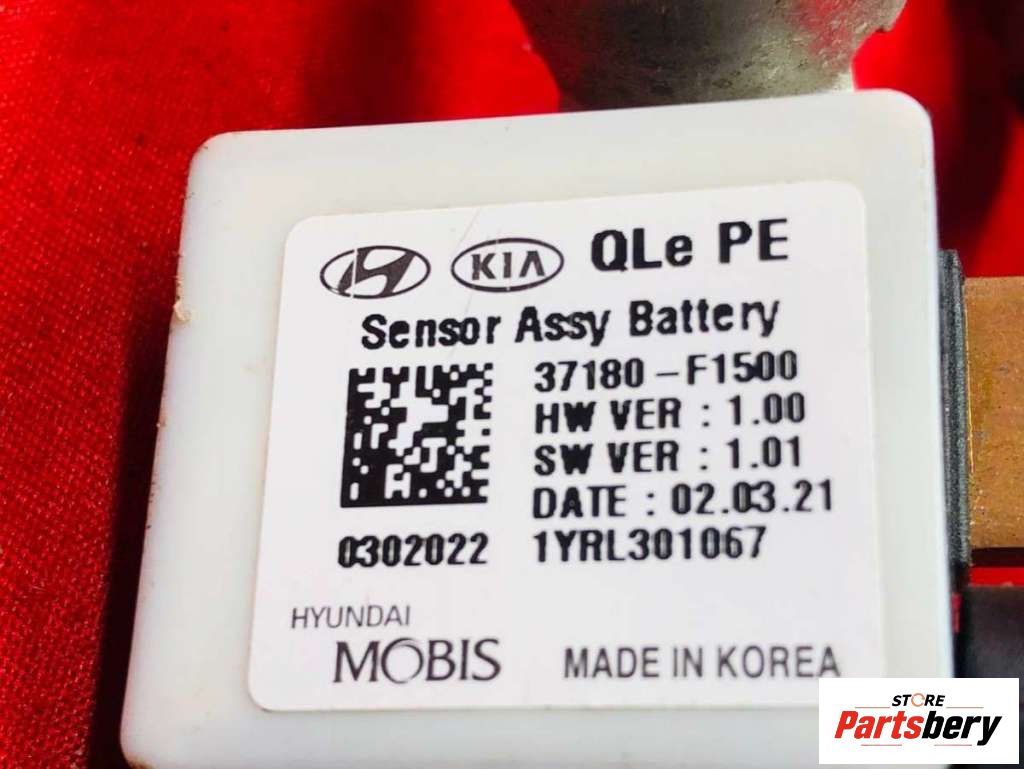 KIA QLe PE
Sensor Assy Battery
37180-F1500
HW VER : 1.00
SW VER : 1.01
DATE : 02.03.21
0302022 1YRL301067
HYUNDAI
MOBIS
MADE IN KOREA
STORE
Partsbery